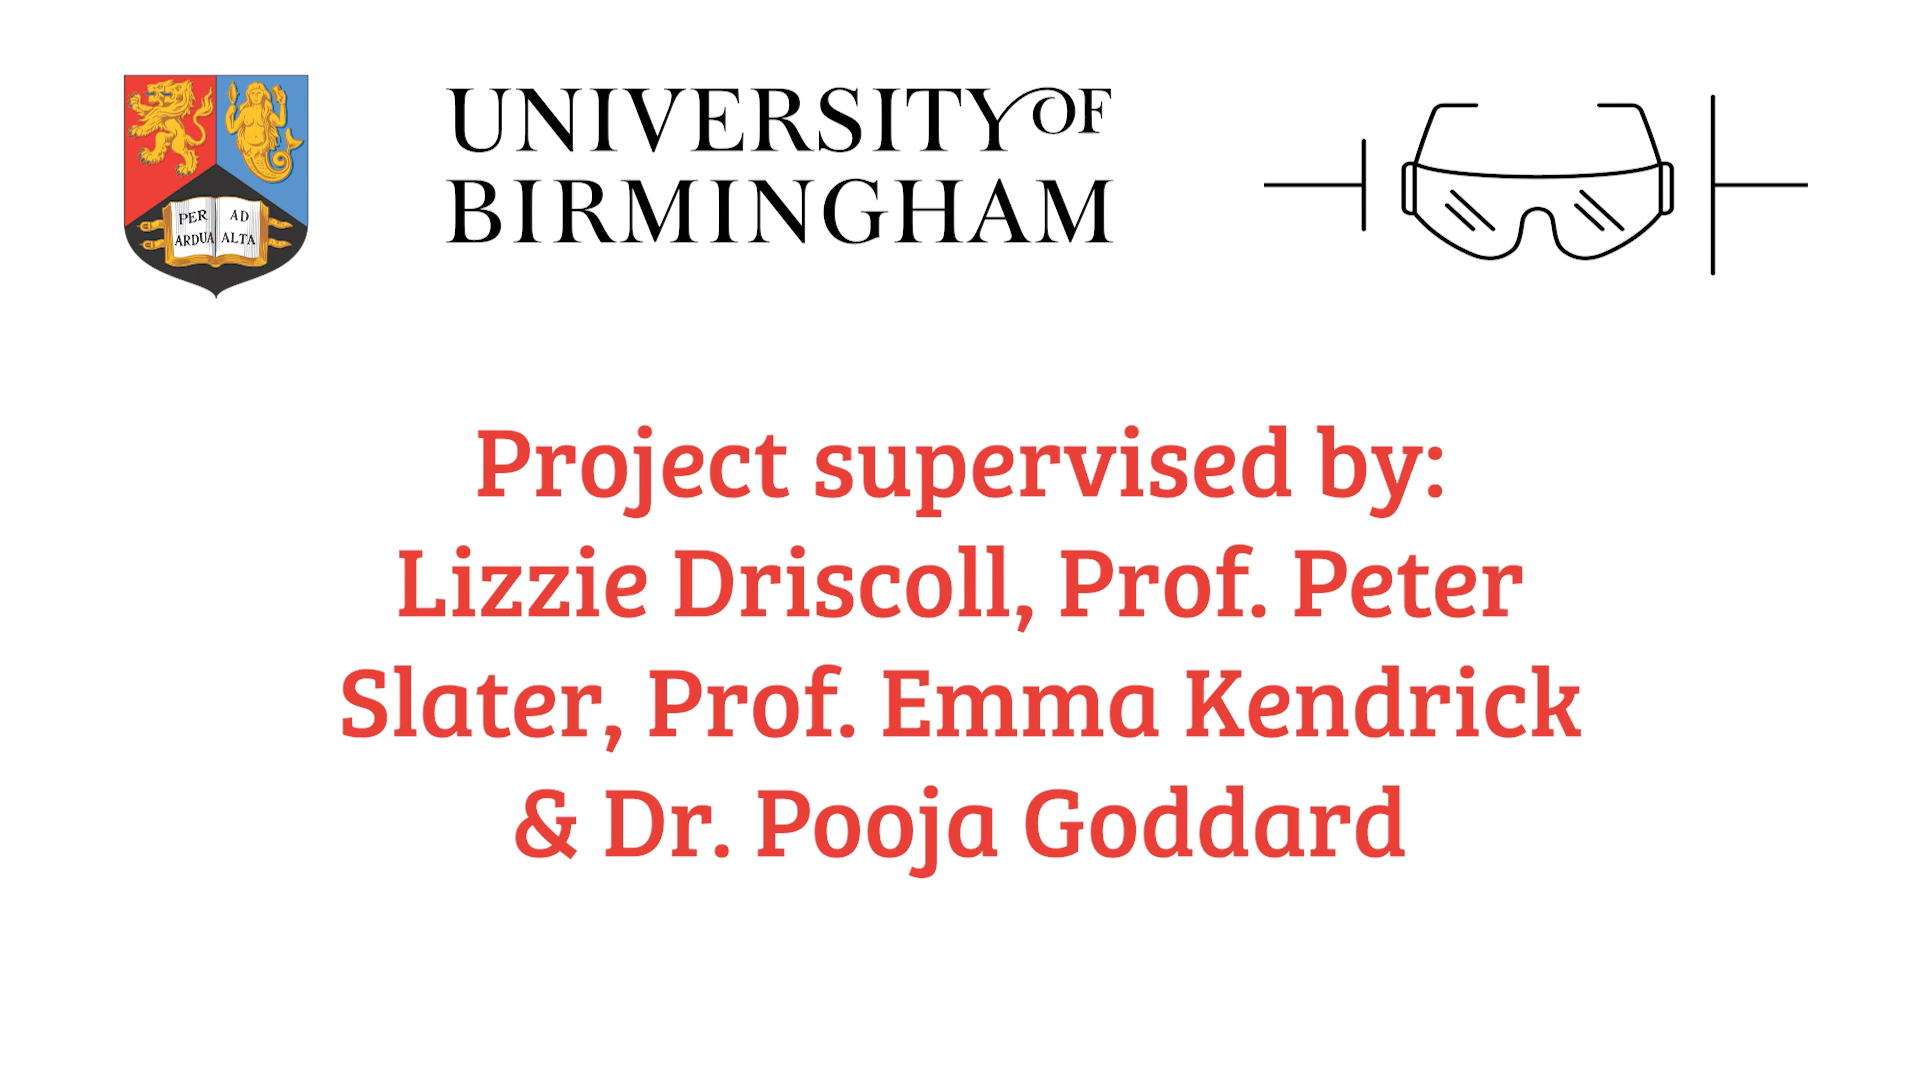 PER AD
ARDUA ALTA
UNIVERSITY OF
BIRMINGHAM
Project supervised by:
Lizzie Driscoll, Prof. Peter
Slater, Prof. Emma Kendrick
& Dr. Pooja Goddard